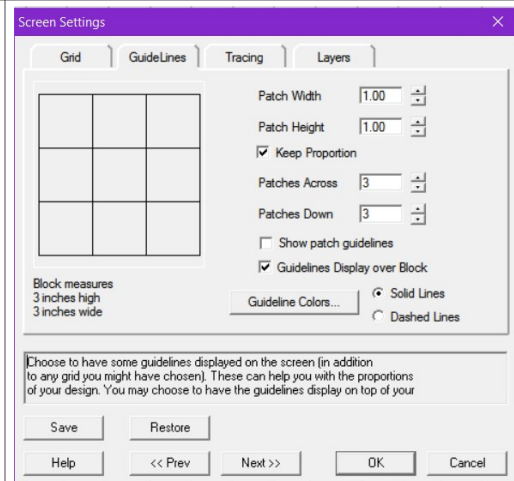 Screen Settings
Grid
GuideLines
Tracing
Layers
Patch Width 1.00
Patch Height 1.00
Keep Proportion
Patches Across 3
Patches Down 3
Show patch guidelines
Guidelines Display over Block
Block measures
3 inches high
3 inches wide
Guideline Colors...
Solid Lines
Dashed Lines
Choose to have some guidelines displayed on the screen (in addition
to any grid you might have chosen). These can help you with the proportions
of your design. You may choose to have the guidelines display on top of your
Save
Restore
Help
<< Prev
Next >>
OK
Cancel